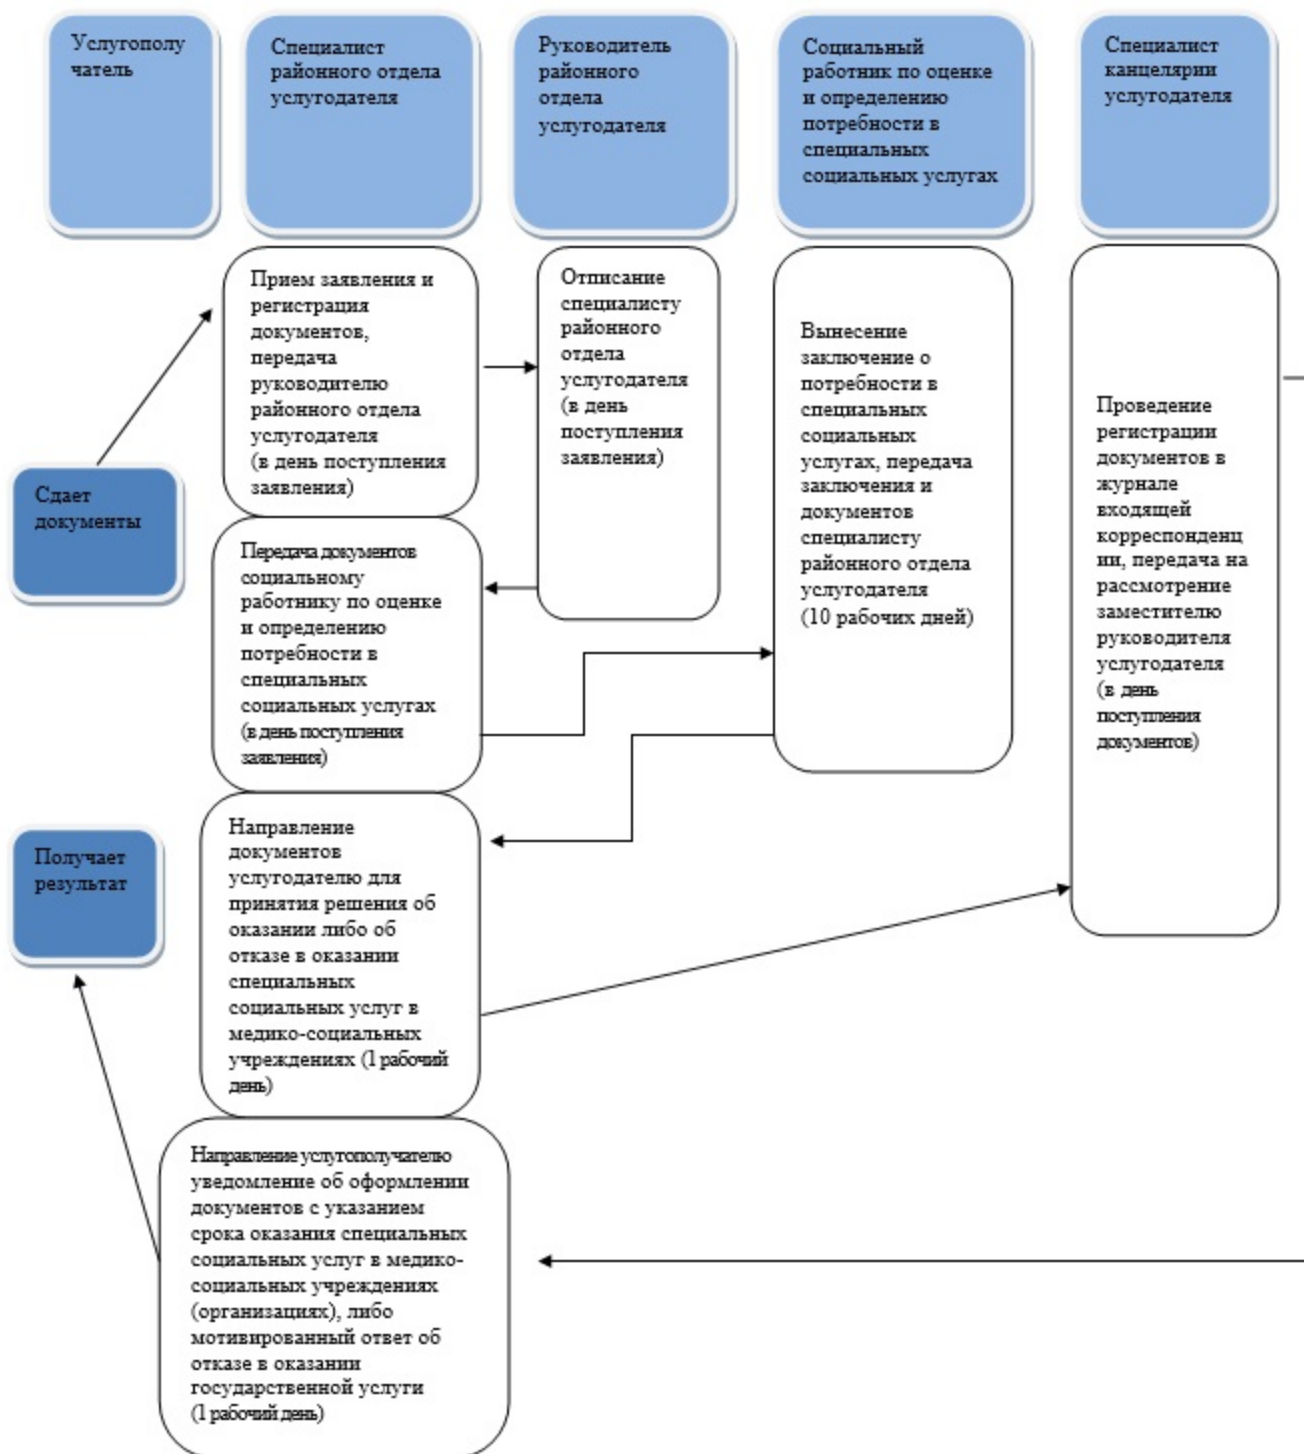 Услугополу
чатель
Специалист
районного отдела
услугодателя
Руководитель
районного
отдела
услугодателя
Социальный
работник по оценке
и определению
потребности в
специальных
социальных услугах
Специалист
канцелярии
услугодателя
Сдает
документы
Прием заявления и
регистрация
документов,
передача
руководителю
районного отдела
услугодателя
(в день поступления
заявления)
Отписание
специалисту
районного
отдела
услугодателя
(в день
поступления
заявления)
Передача документов
социальному
работнику по оценке
и определению
потребности в
специальных
социальных услугах
(в день поступления
заявления)
Вынесение
заключение о
потребности в
специальных
социальных
услугах, передача
заключения и
документов
специалисту
районного отдела
услугодателя
(10 рабочих дней)
Проведение
регистрации
документов в
журнале
входящей
корреспонденц
ии, передача на
рассмотрение
заместителю
руководителя
услугодателя
(в день
поступления
документов)
Получает
результат
Направление
документов
услугодателю для
принятия решения об
оказании либо об
отказе в оказании
специальных
социальных услуг в
медико-социальных
учреждениях (1 рабочий
день)
Направление услугополучателю
уведомление об оформлении
документов с указанием
срока оказания специальных
социальных услуг в медико-
социальных учреждениях
(организациях), либо
мотивированный ответ об
отказе в оказании
государственной услуги
(1 рабочий день)